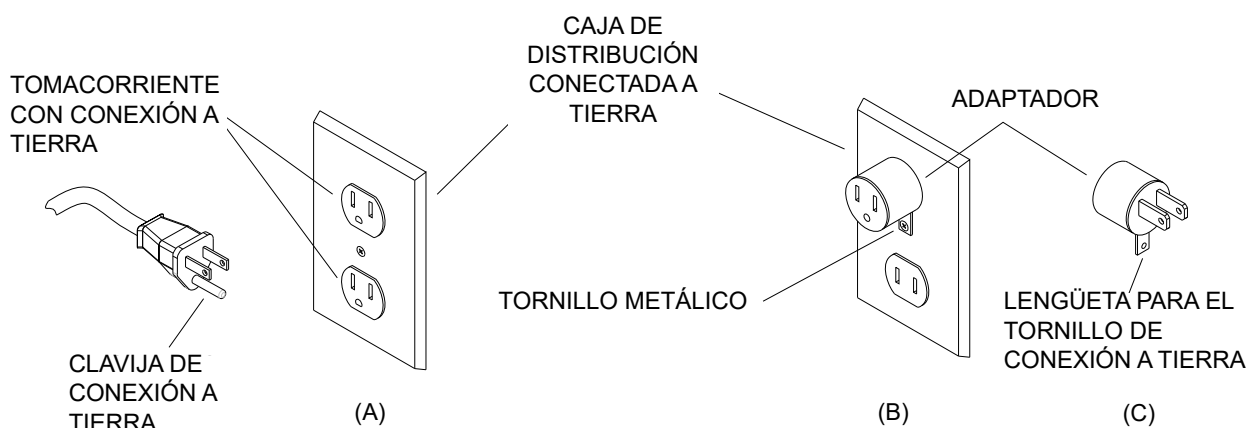 TOMACORRIENTE
CON CONEXIÓN A
TIERRA
CAJA DE
DISTRIBUCIÓN
CONECTADA A
TIERRA
ADAPTADOR
TORNILLO METÁLICO
LENGÜETA PARA EL
TORNILLO DE
CONEXIÓN A TIERRA
CLAVIJA DE
CONEXIÓN A
TIERRA
(A)
(B)
(C)